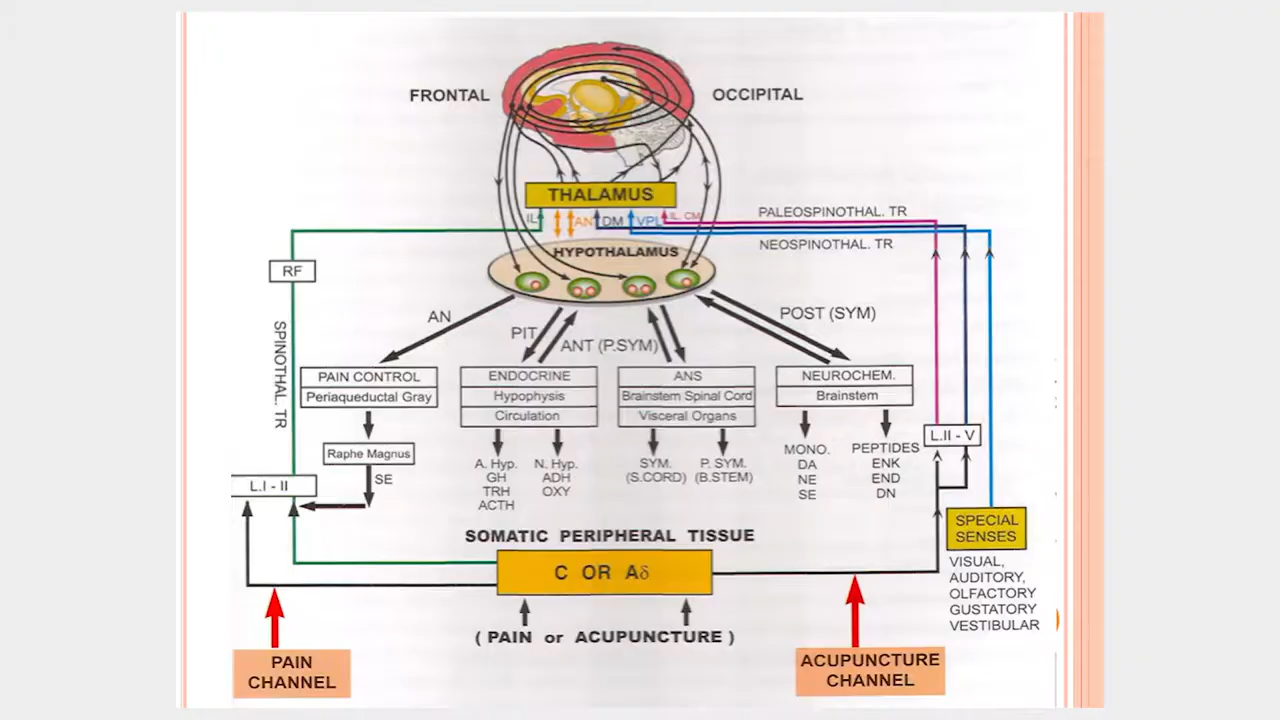 FRONTAL
OCCIPITAL
THALAMUS
IL
AN
DM
VPL
IL. CM
PALEOSPINOTHAL. TR
NEOSPINOTHAL. TR
HYPOTHALAMUS
RF
SPINOTHAL. TR
AN
PIT
ANT (P.SYM)
POST (SYM)
PAIN CONTROL
Periaqueductal Gray
ENDOCRINE
Hypophysis
Circulation
ANS
Brainstem Spinal Cord
Visceral Organs
NEUROCHEM.
Brainstem
Raphe Magnus
SE
L.I - II
A. Hyp.
GH
TRH
ACTH
N. Hyp.
ADH
OXY
SYM.
(S.CORD)
P. SYM.
(B.STEM)
MONO.
DA
NE
SE
PEPTIDES
ENK
END
DN
L.II - V
SPECIAL
SENSES
VISUAL,
AUDITORY,
OLFACTORY
GUSTATORY
VESTIBULAR
SOMATIC PERIPHERAL TISSUE
C OR Aδ
( PAIN or ACUPUNCTURE )
PAIN
CHANNEL
ACUPUNCTURE
CHANNEL